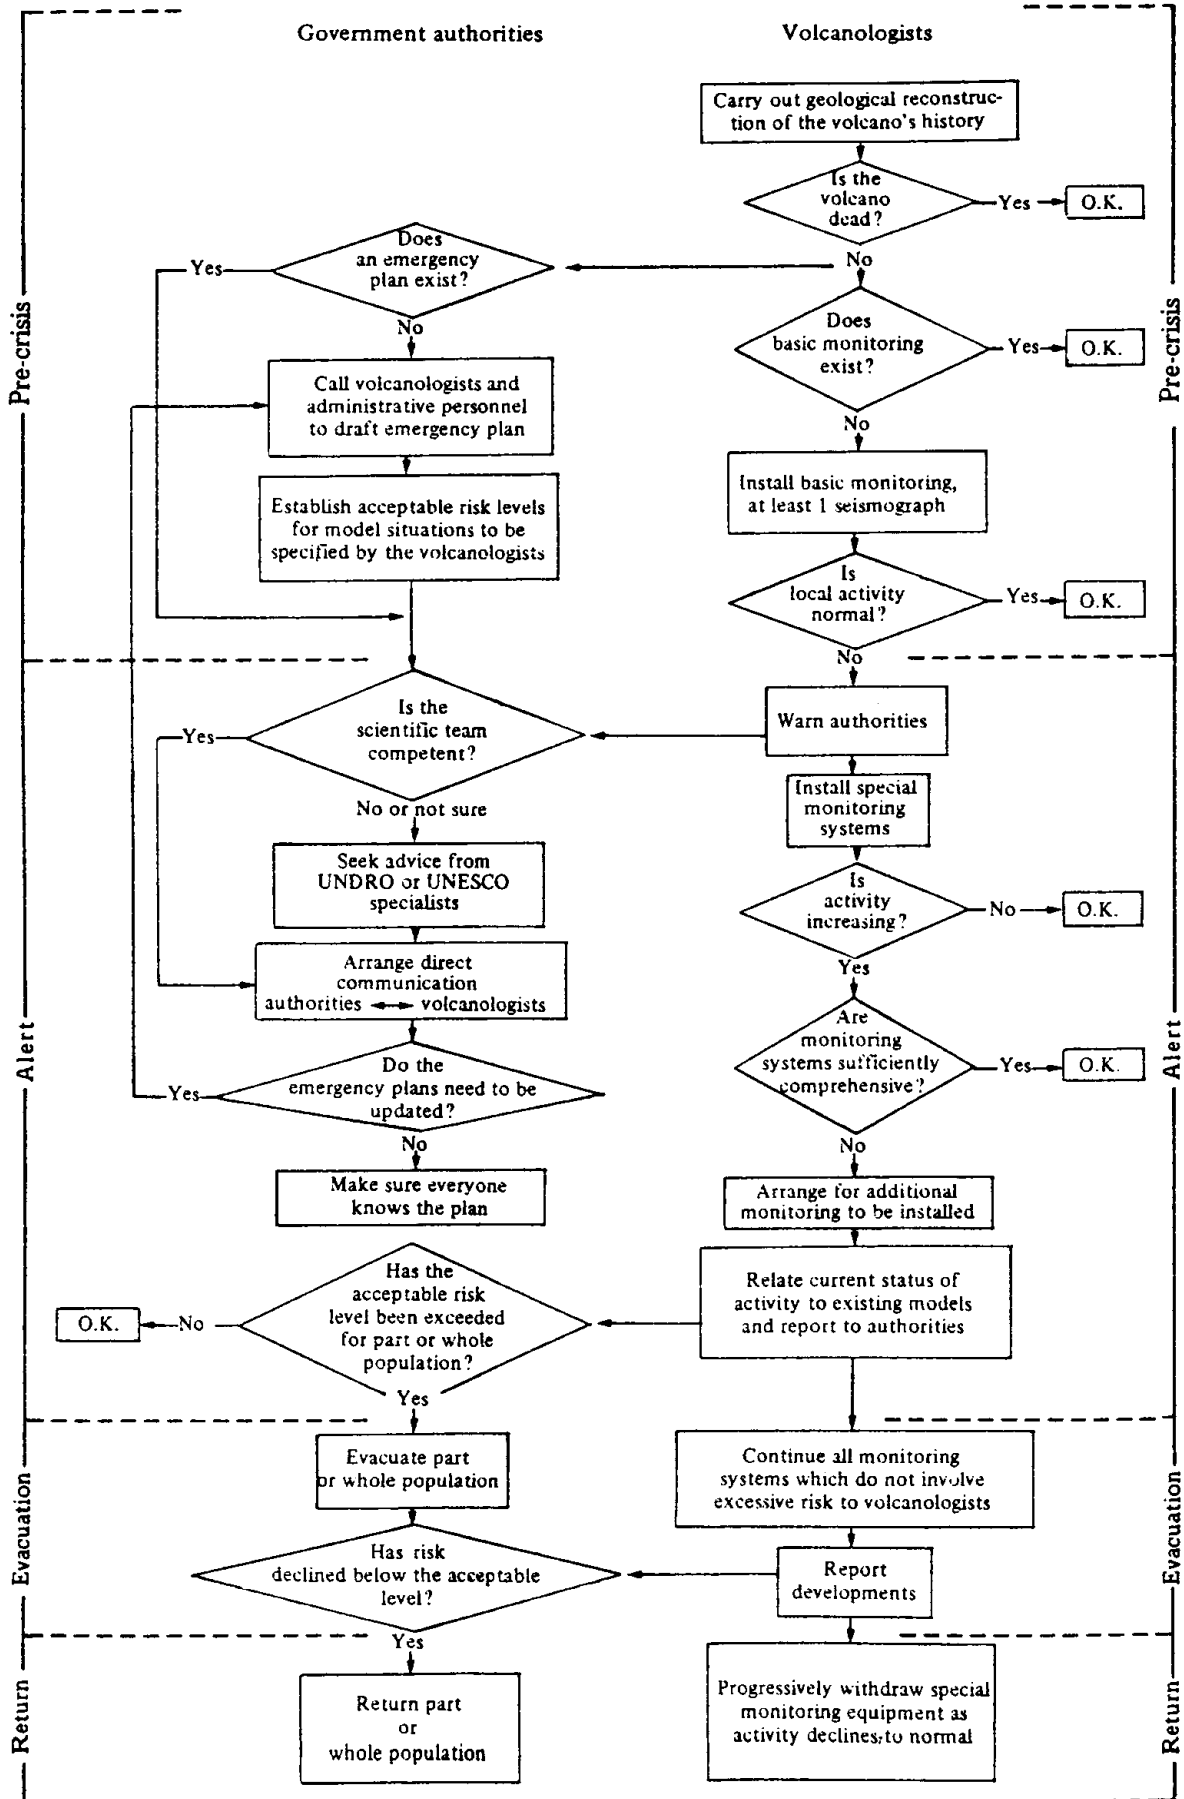 Government authorities
Volcanologists
Carry out geological reconstruc-
tion of the volcano's history
Is the
volcano
dead?
Yes
O.K.
No
Does
an emergency
plan exist?
Yes
No
Does
basic monitoring
exist?
Yes
O.K.
No
Pre-crisis
Pre-crisis
Call volcanologists and
administrative personnel
to draft emergency plan
Install basic monitoring,
at least 1 seismograph
Establish acceptable risk levels
for model situations to be
specified by the volcanologists
Is
local activity
normal?
Yes
O.K.
No
Is the
scientific team
competent?
Yes
No or not sure
Warn authorities
Install special
monitoring
systems
Seek advice from
UNDRO or UNESCO
specialists
Is
activity
increasing?
No
O.K.
Yes
Arrange direct
communication
authorities ↔ volcanologists
Alert
Alert
Are
monitoring
systems sufficiently
comprehensive?
Yes
O.K.
No
Do the
emergency plans need to be
updated?
Yes
No
Make sure everyone
knows the plan
Arrange for additional
monitoring to be installed
Has the
acceptable risk
level been exceeded
for part or whole
population?
No
O.K.
Yes
Relate current status of
activity to existing models
and report to authorities
Evacuate part
or whole population
Continue all monitoring
systems which do not involve
excessive risk to volcanologists
Evacuation
Evacuation
Has risk
declined below the acceptable
level?
Yes
Report
developments
Return
Return
Return part
or
whole population
Progressively withdraw special
monitoring equipment as
activity declines, to normal